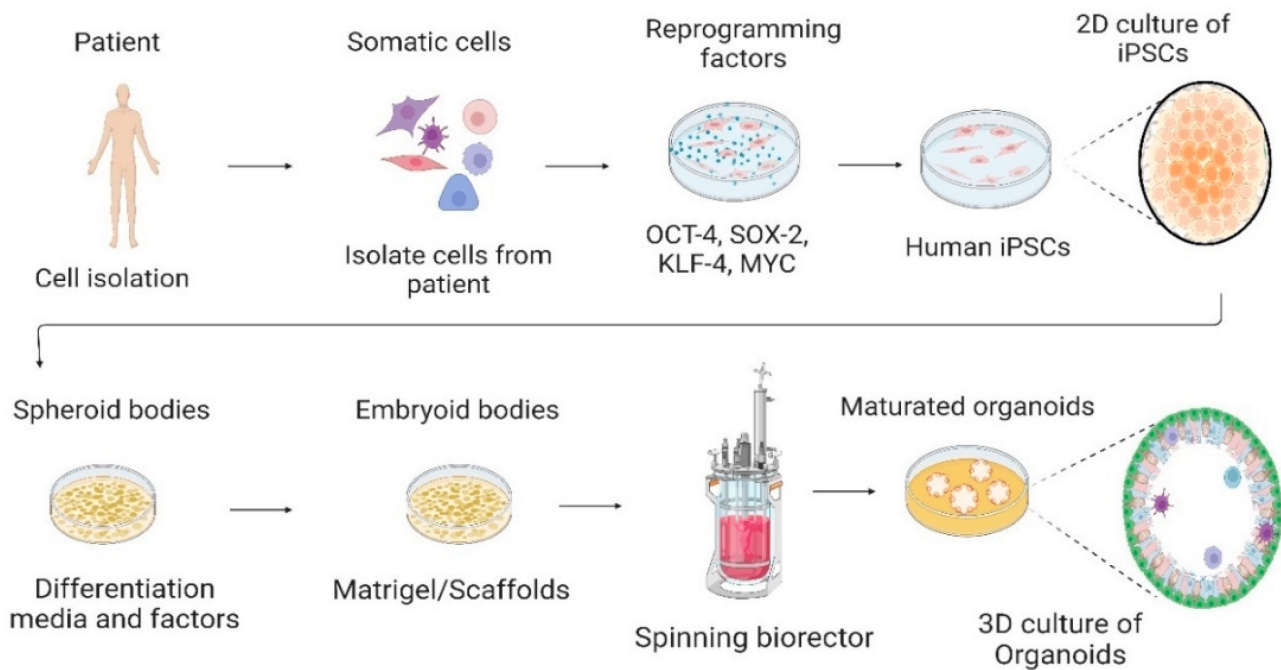 Patient
Cell isolation
Somatic cells
Isolate cells from
patient
Reprogramming
factors
OCT-4, SOX-2,
KLF-4, MYC
Human iPSCs
2D culture of
iPSCs
Spheroid bodies
Differentiation
media and factors
Embryoid bodies
Matrigel/Scaffolds
Spinning biorector
Maturated organoids
3D culture of
Organoids